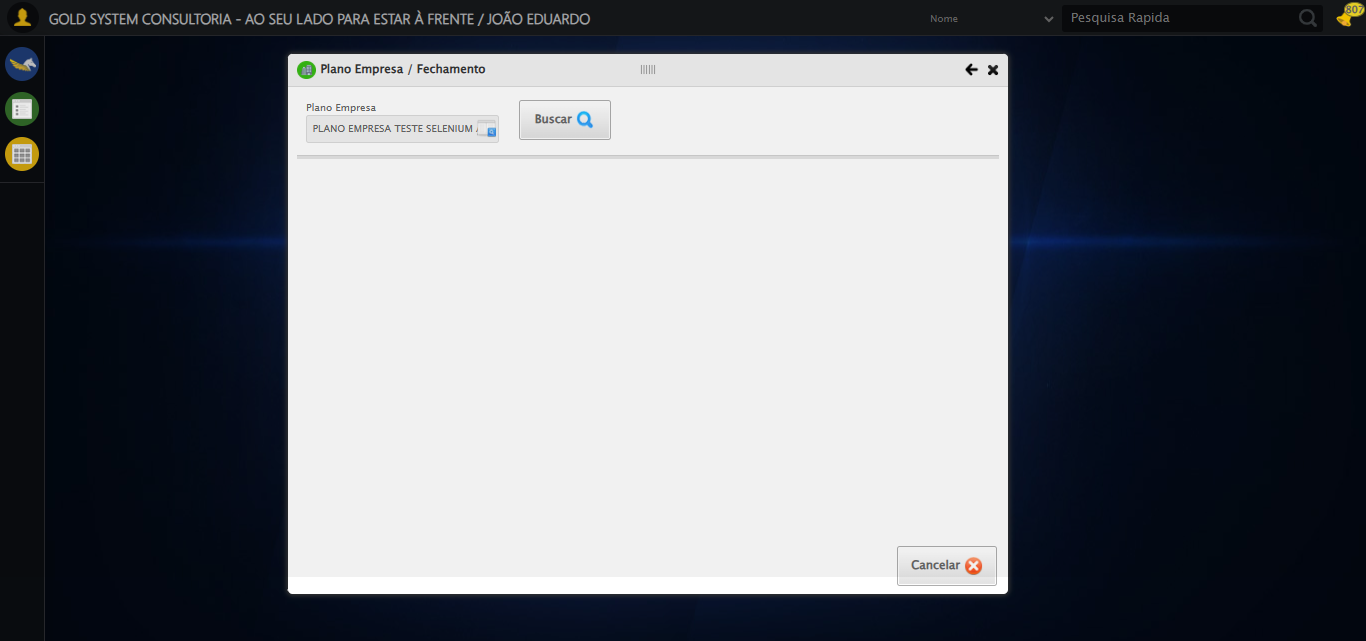 GOLD SYSTEM CONSULTORIA - AO SEU LADO PARA ESTAR À FRENTE / JOÃO EDUARDO
Nome
Pesquisa Rapida
807
Plano Empresa / Fechamento
Plano Empresa
PLANO EMPRESA TESTE SELENIUM
Buscar
Cancelar